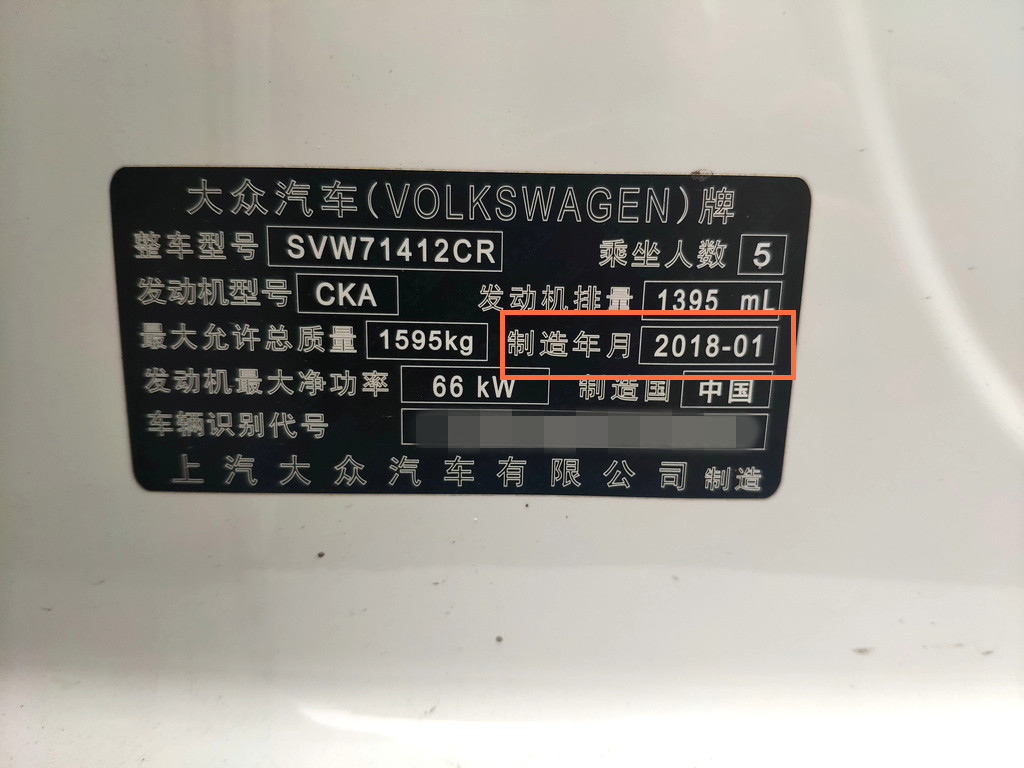 大众汽车(VOLKSWAGEN)牌
整车型号 SVW71412CR 乘坐人数 5
发动机型号 CKA 发动机排量 1395 mL
最大允许总质量 1595kg 制造年月 2018-01
发动机最大净功率 66 kW 制造国 中国
车辆识别代号
上汽大众汽车有限公司 制造